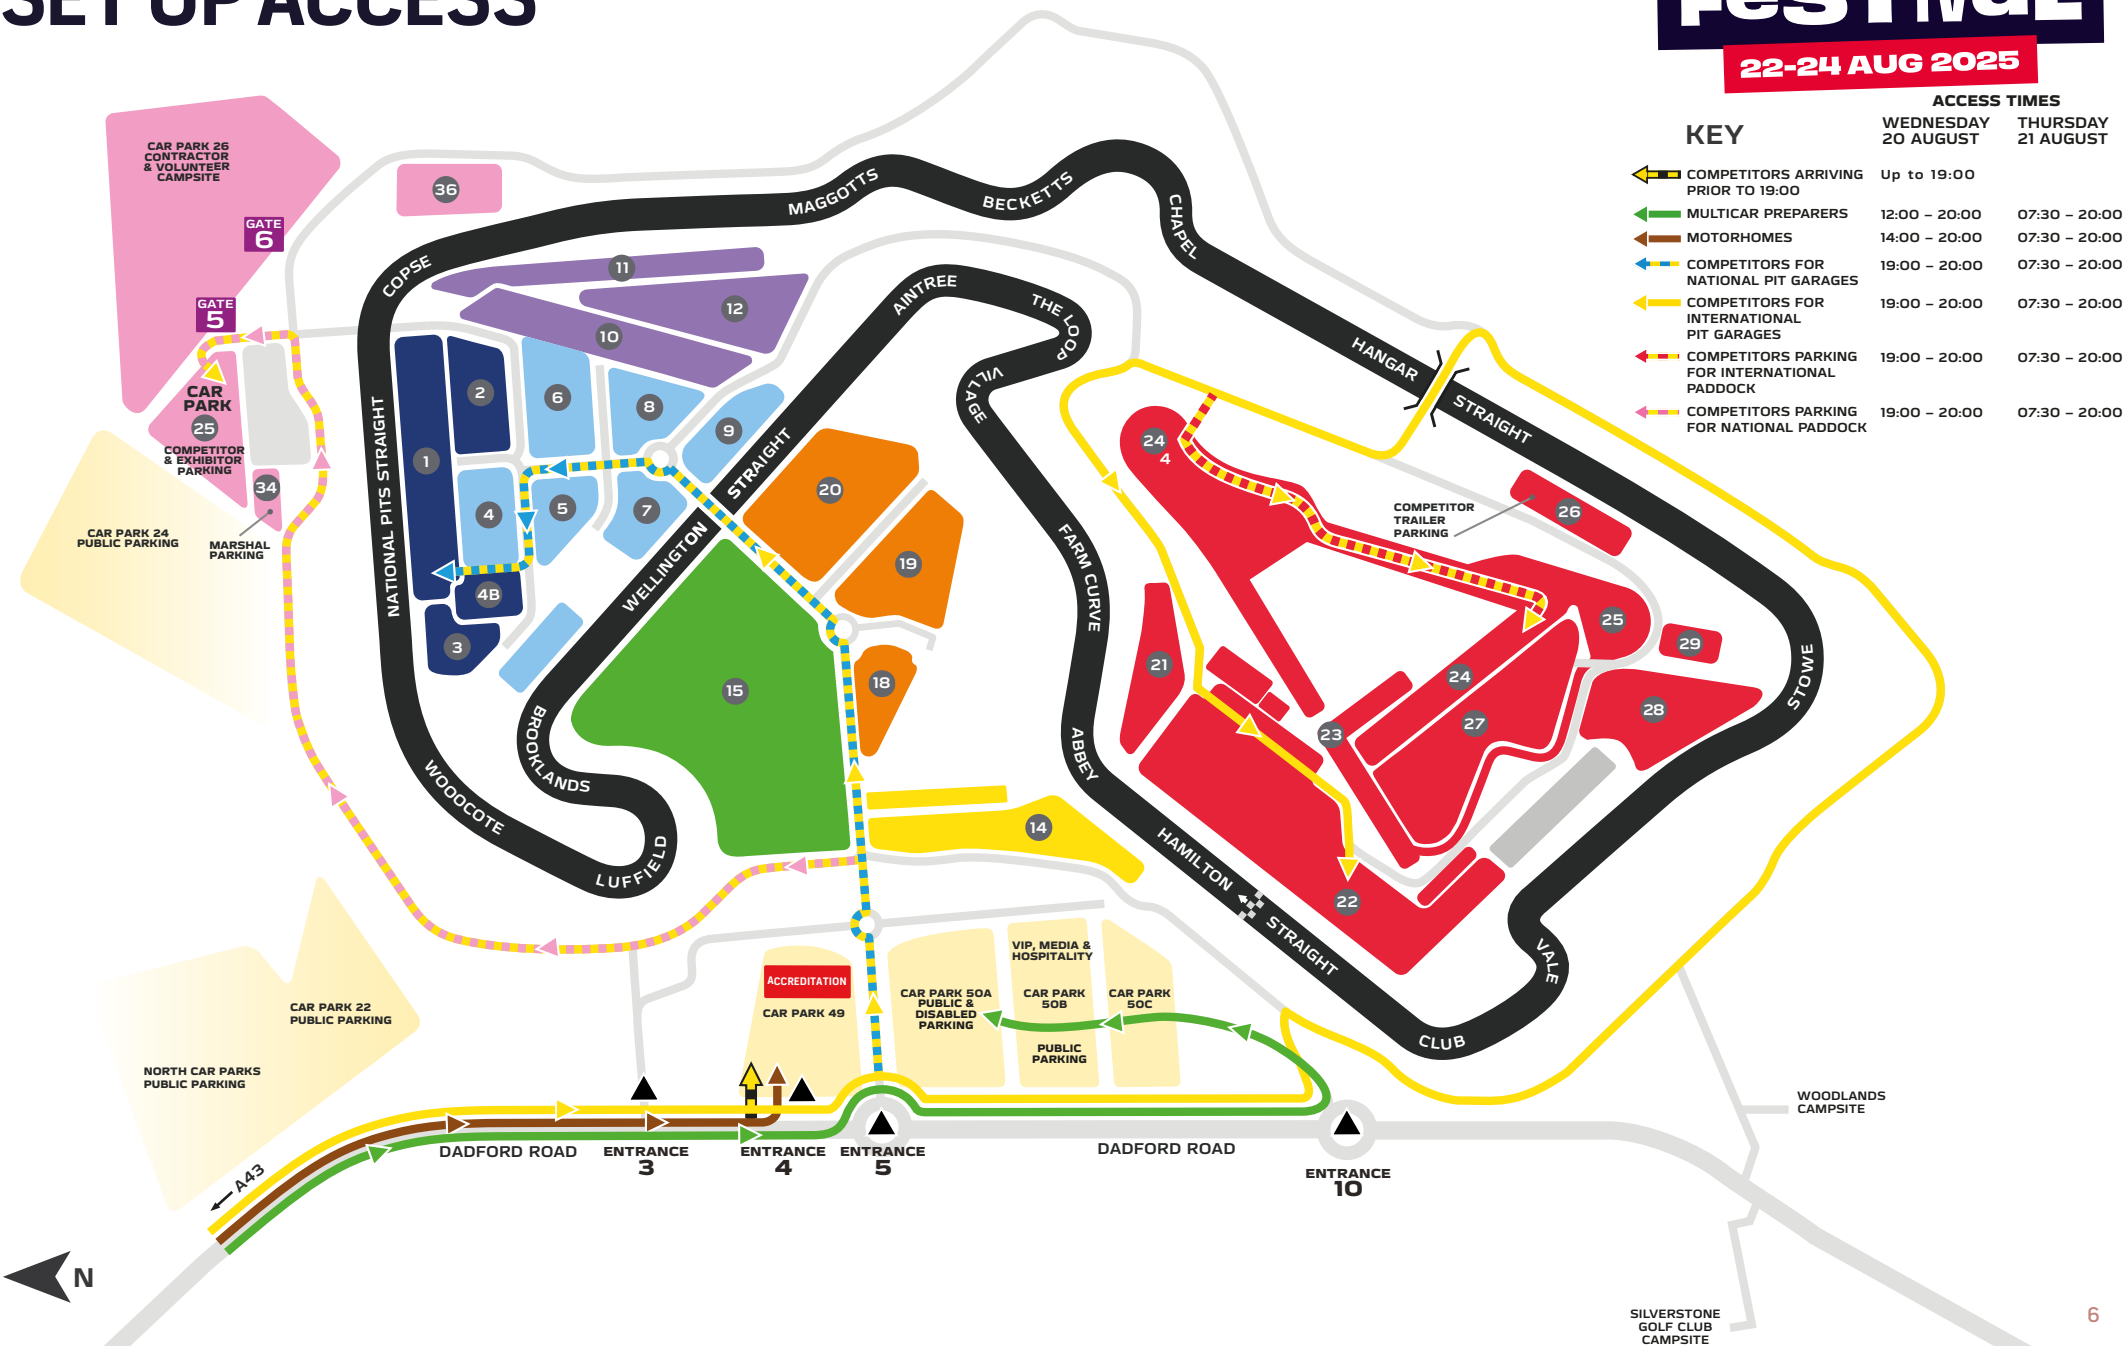 SET UP ACCESS
FESTIVAL
22-24 AUG 2025
ACCESS TIMES
KEY
WEDNESDAY
20 AUGUST
THURSDAY
21 AUGUST
COMPETITORS ARRIVING
PRIOR TO 19:00
Up to 19:00
MULTICAR PREPARERS 12:00 – 20:00 07:30 – 20:00
MOTORHOMES 14:00 – 20:00 07:30 – 20:00
COMPETITORS FOR
NATIONAL PIT GARAGES
19:00 – 20:00 07:30 – 20:00
COMPETITORS FOR
INTERNATIONAL
PIT GARAGES
19:00 – 20:00 07:30 – 20:00
COMPETITORS PARKING
FOR INTERNATIONAL
PADDOCK
19:00 – 20:00 07:30 – 20:00
COMPETITORS PARKING
FOR NATIONAL PADDOCK
19:00 – 20:00 07:30 – 20:00
CAR PARK 26
CONTRACTOR
& VOLUNTEER
CAMPSITE
GATE
6
GATE
5
36
CAR
PARK
25
COMPETITOR
& EXHIBITOR
PARKING
34
MARSHAL
PARKING
CAR PARK 24
PUBLIC PARKING
COPSE
MAGGOTTS
BECKETTS
CHAPEL
HANGAR
STRAIGHT
STOWE
VALE
CLUB
HAMILTON
STRAIGHT
ABBEY
FARM CURVE
VILLAGE
THE LOOP
AINTREE
WELLINGTON
STRAIGHT
BROOKLANDS
LUFFIELD
WOODCOTE
NATIONAL PITS STRAIGHT
11
12
10
1
2
6
8
9
4
5
7
4B
3
20
19
18
15
14
24
4
COMPETITOR
TRAILER
PARKING
26
25
29
21
24
23
27
28
22
ACCREDITATION
CAR PARK 49
CAR PARK 50A
PUBLIC &
DISABLED
PARKING
VIP, MEDIA &
HOSPITALITY
CAR PARK
50B
PUBLIC
PARKING
CAR PARK
50C
CAR PARK 22
PUBLIC PARKING
NORTH CAR PARKS
PUBLIC PARKING
A43
DADFORD ROAD
ENTRANCE
3
ENTRANCE
4
ENTRANCE
5
DADFORD ROAD
ENTRANCE
10
WOODLANDS
CAMPSITE
SILVERSTONE
GOLF CLUB
CAMPSITE
N
6